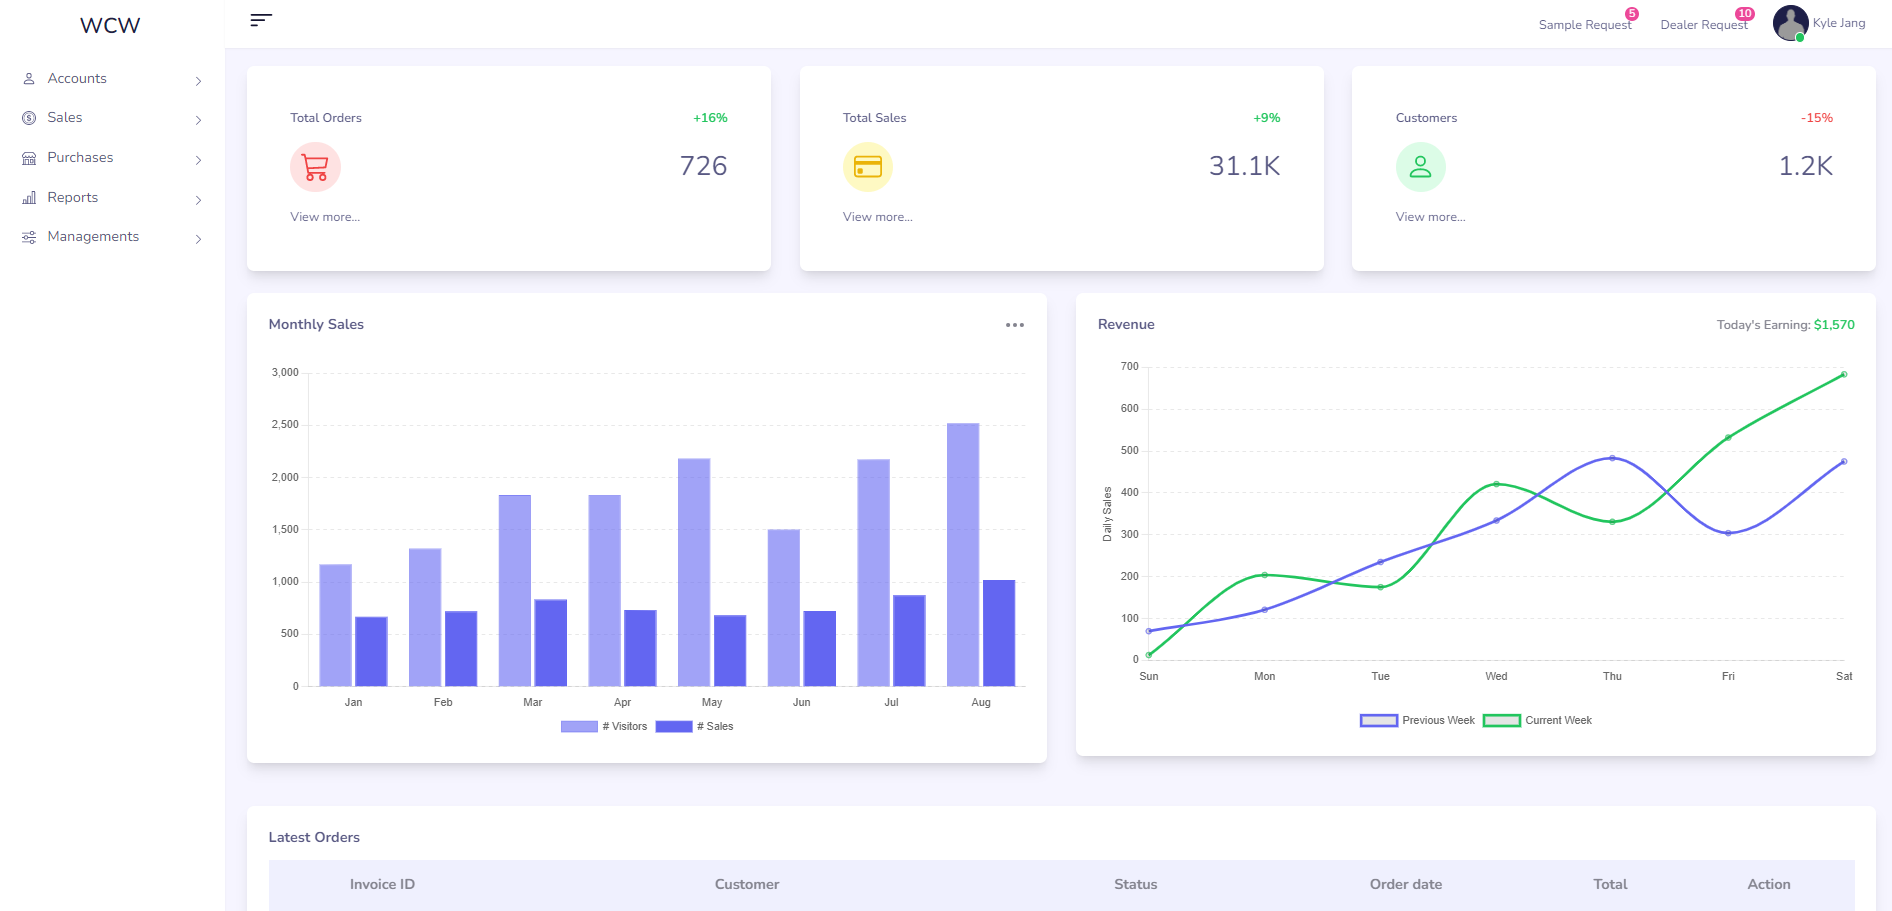 WCW
Accounts
Sales
Purchases
Reports
Managements
Sample Request 5
Dealer Request 10
Kyle Jang
Total Orders +16%
726
View more...
Total Sales +9%
31.1K
View more...
Customers -15%
1.2K
View more...
Monthly Sales
3,000
2,500
2,000
1,500
1,000
500
0
Jan Feb Mar Apr May Jun Jul Aug
# Visitors # Sales
Revenue Today's Earning: $1,570
Daily Sales
700
600
500
400
300
200
100
0
Sun Mon Tue Wed Thu Fri Sat
Previous Week Current Week
Latest Orders
Invoice ID Customer Status Order date Total Action